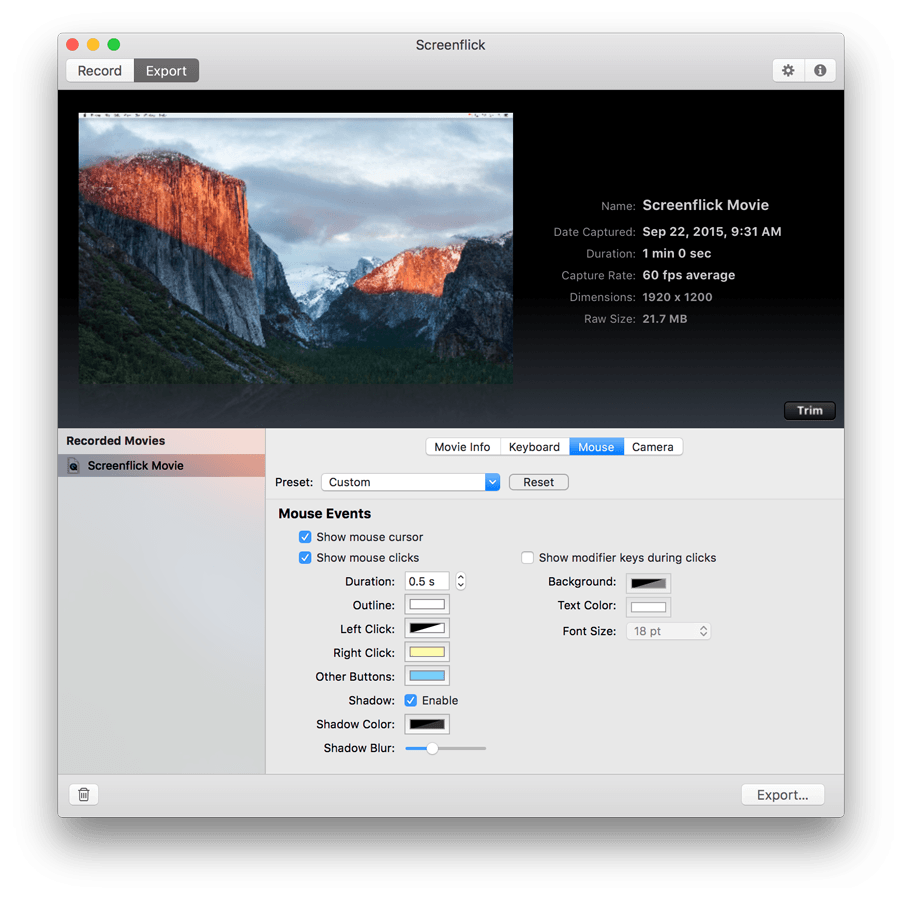 Screenflick
Record Export
Name: Screenflick Movie
Date Captured: Sep 22, 2015, 9:31 AM
Duration: 1 min 0 sec
Capture Rate: 60 fps average
Dimensions: 1920 x 1200
Raw Size: 21.7 MB
Trim
Recorded Movies
Screenflick Movie
Movie Info Keyboard Mouse Camera
Preset: Custom Reset
Mouse Events
Show mouse cursor
Show mouse clicks
Duration: 0.5 s
Outline:
Left Click:
Right Click:
Other Buttons:
Shadow: Enable
Shadow Color:
Shadow Blur:
Show modifier keys during clicks
Background:
Text Color:
Font Size: 18 pt
Export...